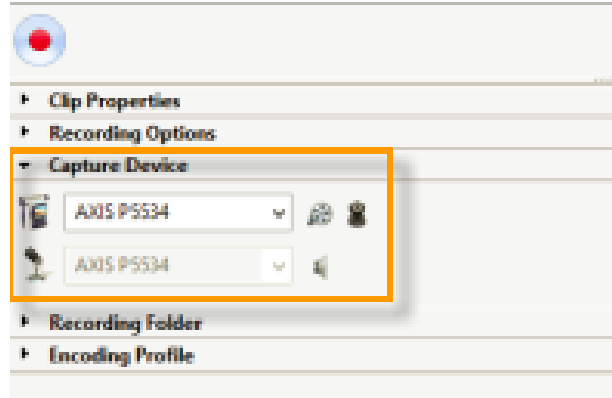 Clip Properties
Recording Options
Capture Device
AXIS P5534
AXIS P5534
Recording Folder
Encoding Profile